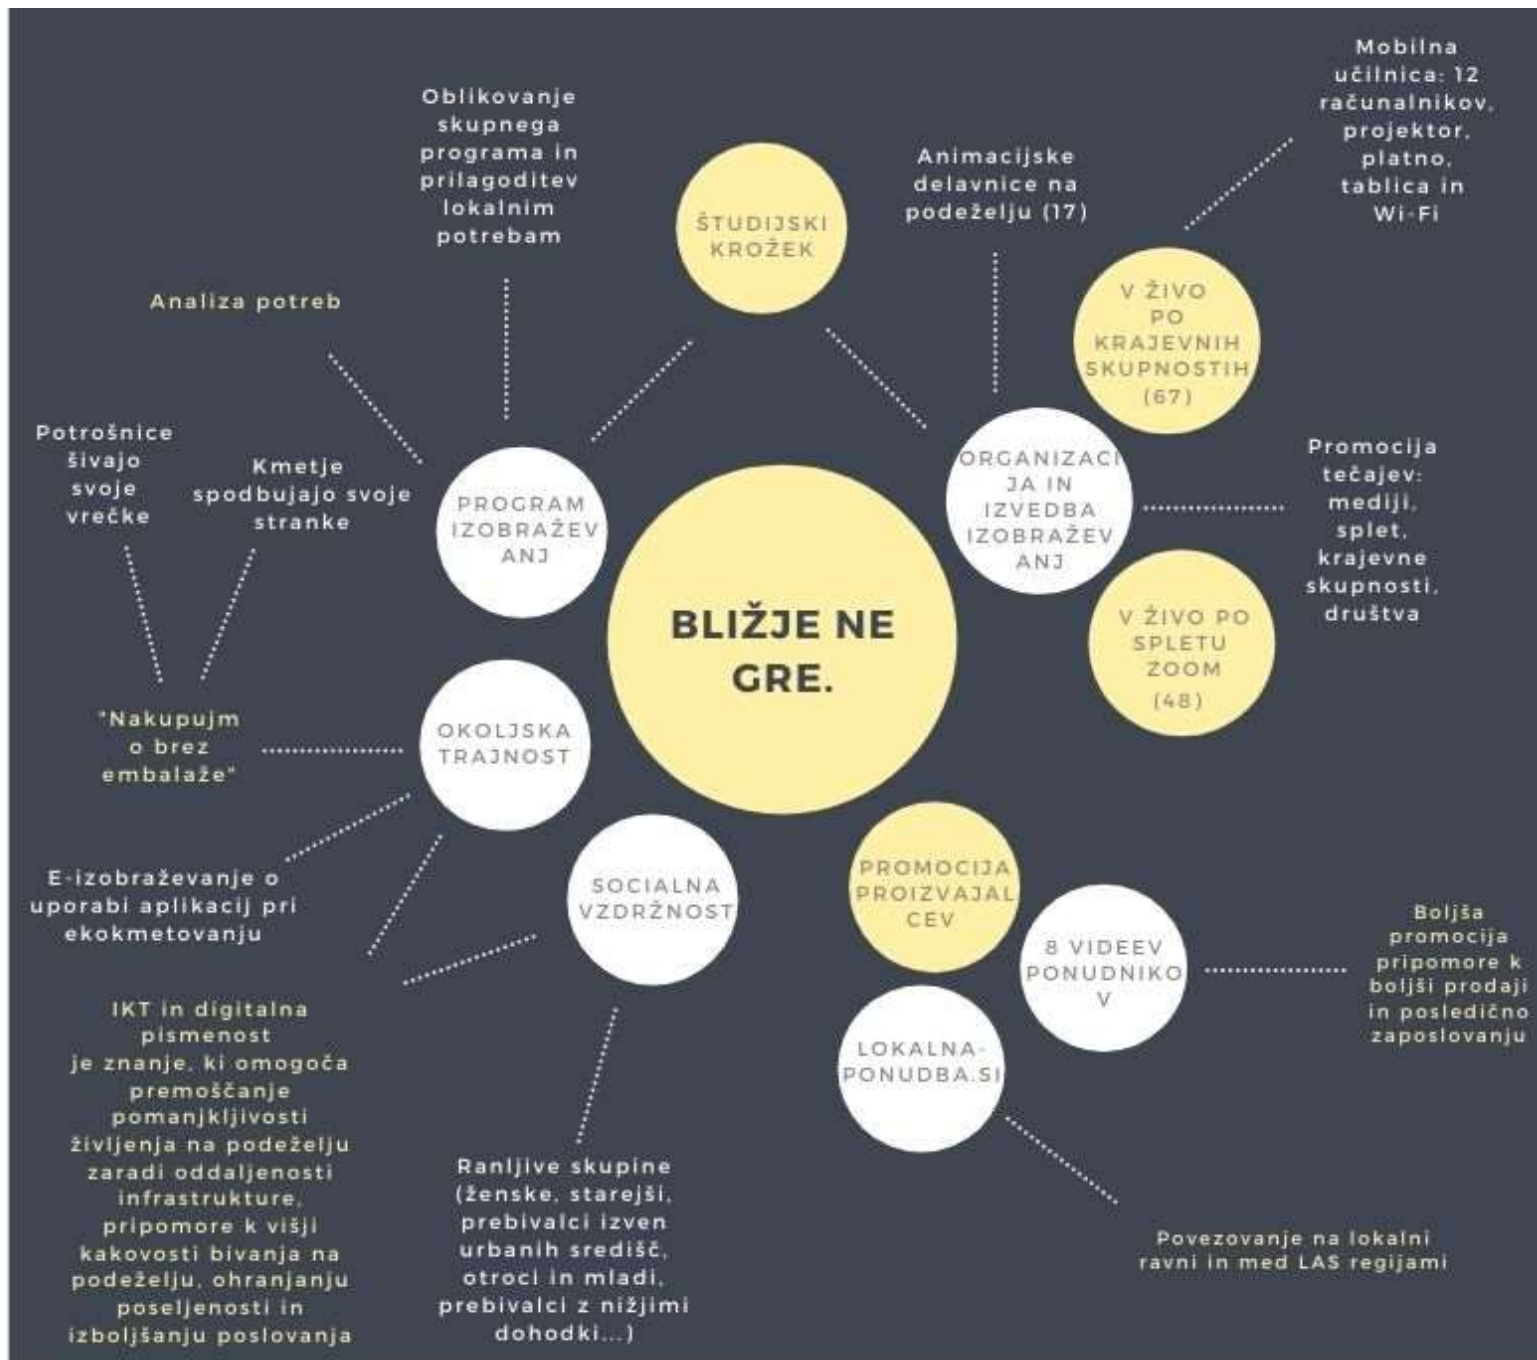 Mobilna
učilnica: 12
računalnikov,
projektor,
platno,
tablica in
Wi-Fi
Oblikovanje
skupnega
programa in
prilagoditev
lokalnim
potrebam
Animacijske
delavnice na
podeželju (17)
ŠTUDIJSKI
KROŽEK
V ŽIVO
PO
KRAJEVNIH
SKUPNOSTIH
(67)
Analiza potreb
Potrošnice
šivajo
svoje
vrečke
Kmetje
spodbujajo svoje
stranke
PROGRAM
IZOBRAŽEV
ANJ
ORGANIZACI
JA IN
IZVEDBA
IZOBRAŽEV
ANJ
Promocija
tečajev:
mediji,
splet,
krajevne
skupnosti,
društva
BLIŽJE NE
GRE.
V ŽIVO PO
SPLETU
ZOOM
(48)
"Nakupujm
o brez
embalaže"
OKOLJSKA
TRAJNOST
E-izobraževanje o
uporabi aplikacij pri
ekokmetovanju
SOCIALNA
VZDRŽNOST
PROMOCIJA
PROIZVAJAL
CEV
8 VIDEEV
PONUDNIKO
V
Boljša
promocija
pripomore k
boljši prodaji
in posledično
zaposlovanju
LOKALNA-
PONUDBA.SI
IKT in digitalna
pismenost
je znanje, ki omogoča
premoščanje
pomanjkljivosti
življenja na podeželju
zaradi oddaljenosti
infrastrukture,
pripomore k višji
kakovosti bivanja na
podeželju, ohranjanju
poseljenosti in
izboljšanju poslovanja
Ranljive skupine
(ženske, starejši,
prebivalci izven
urbanih središč,
otroci in mladi,
prebivalci z nižjimi
dohodki...)
Povezovanje na lokalni
ravni in med LAS regijami